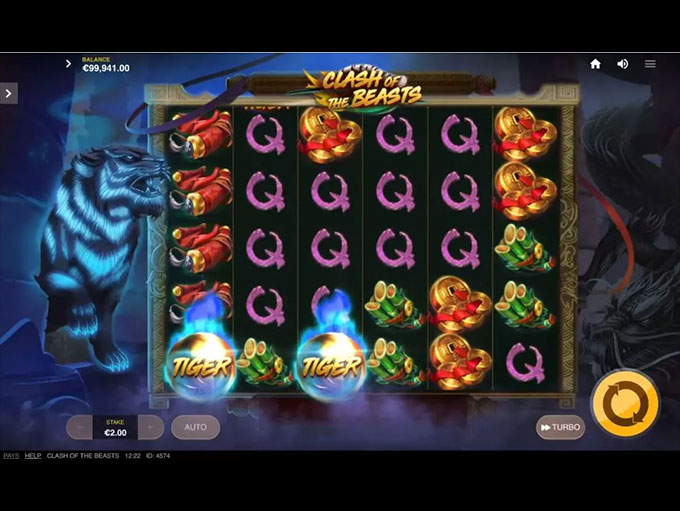 BALANCE
€99,941.00
CLASH OF
THE BEASTS
Q Q Q
Q Q Q Q
Q Q Q Q
Q Q
TIGER TIGER
Q
- STAKE +
€2.00
AUTO
TURBO
PAYS HELP CLASH OF THE BEASTS 12:22 ID: 4574